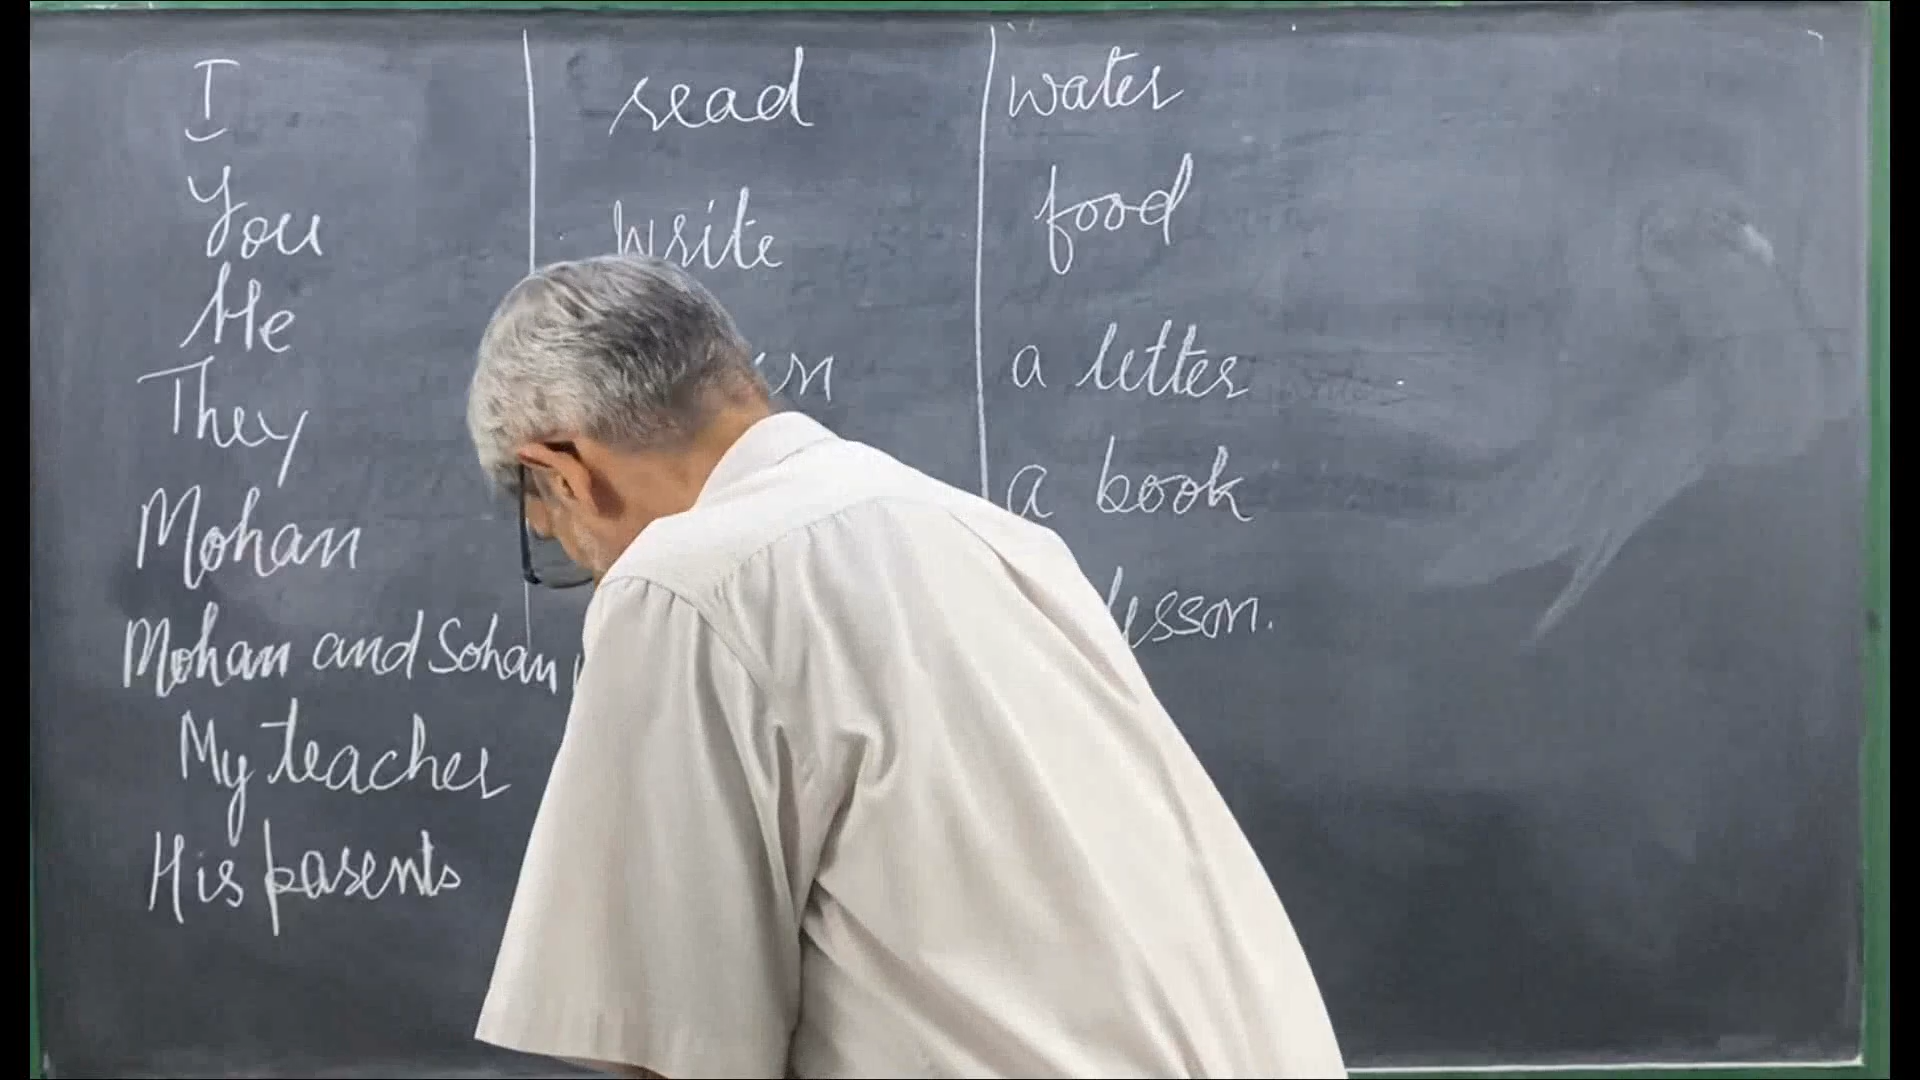 I
You
He
They
Mohan
Mohan and Sohan
My teacher
His parents
read
write
water
food
a letter
a book
lesson.